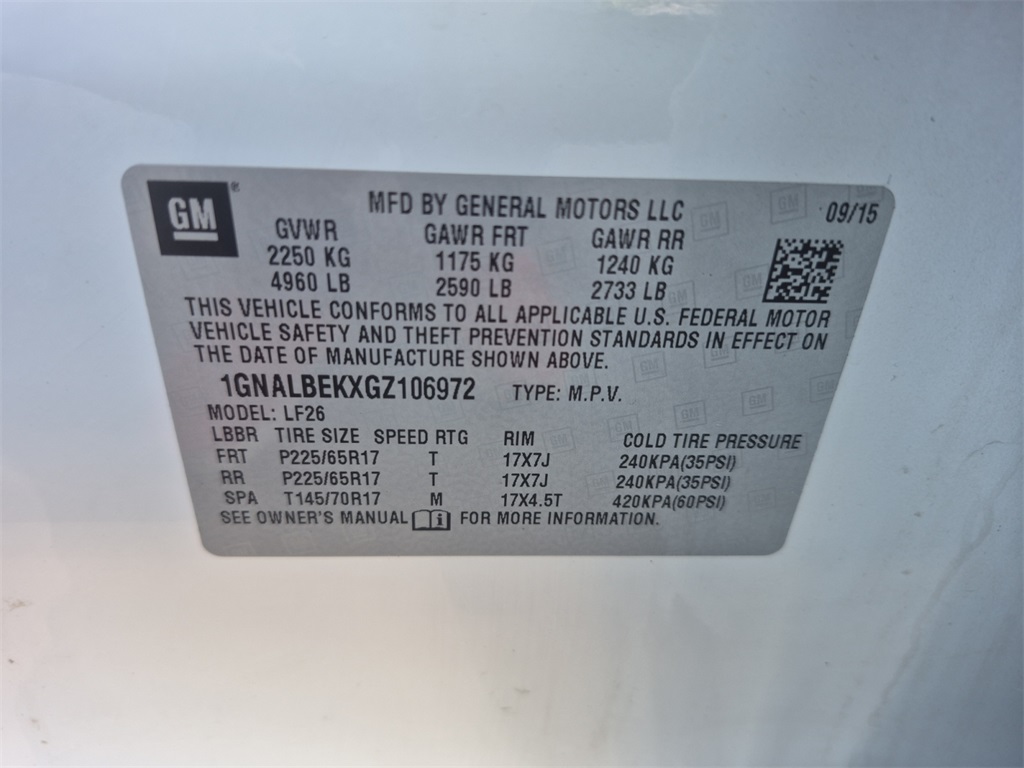 GM ®
MFD BY GENERAL MOTORS LLC 09/15
GVWR GAWR FRT GAWR RR
2250 KG 1175 KG 1240 KG
4960 LB 2590 LB 2733 LB
THIS VEHICLE CONFORMS TO ALL APPLICABLE U.S. FEDERAL MOTOR
VEHICLE SAFETY AND THEFT PREVENTION STANDARDS IN EFFECT ON
THE DATE OF MANUFACTURE SHOWN ABOVE.
1GNALBEKXGZ106972 TYPE: M.P.V.
MODEL: LF26
LBBR TIRE SIZE SPEED RTG RIM COLD TIRE PRESSURE
FRT P225/65R17 T 17X7J 240KPA(35PSI)
RR P225/65R17 T 17X7J 240KPA(35PSI)
SPA T145/70R17 M 17X4.5T 420KPA(60PSI)
SEE OWNER'S MANUAL i FOR MORE INFORMATION.